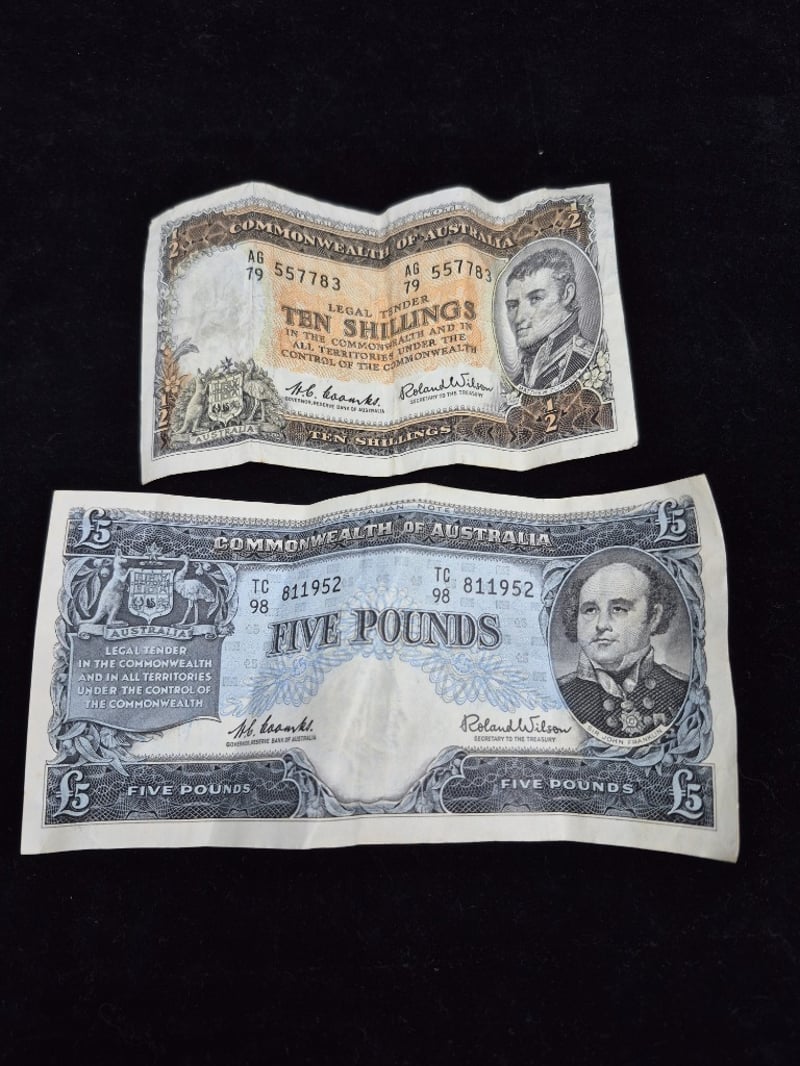 COMMONWEALTH OF AUSTRALIA
1/2
1/2
AG 79 557783
AG 79 557783
LEGAL TENDER
TEN SHILLINGS
IN THE COMMONWEALTH AND IN
ALL TERRITORIES UNDER THE
CONTROL OF THE COMMONWEALTH
H.C. Coombs.
GOVERNOR, RESERVE BANK OF AUSTRALIA
Roland Wilson
SECRETARY TO THE TREASURY
AUSTRALIA
1/2
1/2
TEN SHILLINGS
AUSTRALIAN NOTE
£5
£5
COMMONWEALTH OF AUSTRALIA
TC 98 811952
TC 98 811952
AUSTRALIA
FIVE POUNDS
LEGAL TENDER
IN THE COMMONWEALTH
AND IN ALL TERRITORIES
UNDER THE CONTROL OF
THE COMMONWEALTH
H.C. Coombs.
GOVERNOR, RESERVE BANK OF AUSTRALIA
Roland Wilson
SECRETARY TO THE TREASURY
SIR JOHN FRANKLIN
£5
FIVE POUNDS
FIVE POUNDS
£5